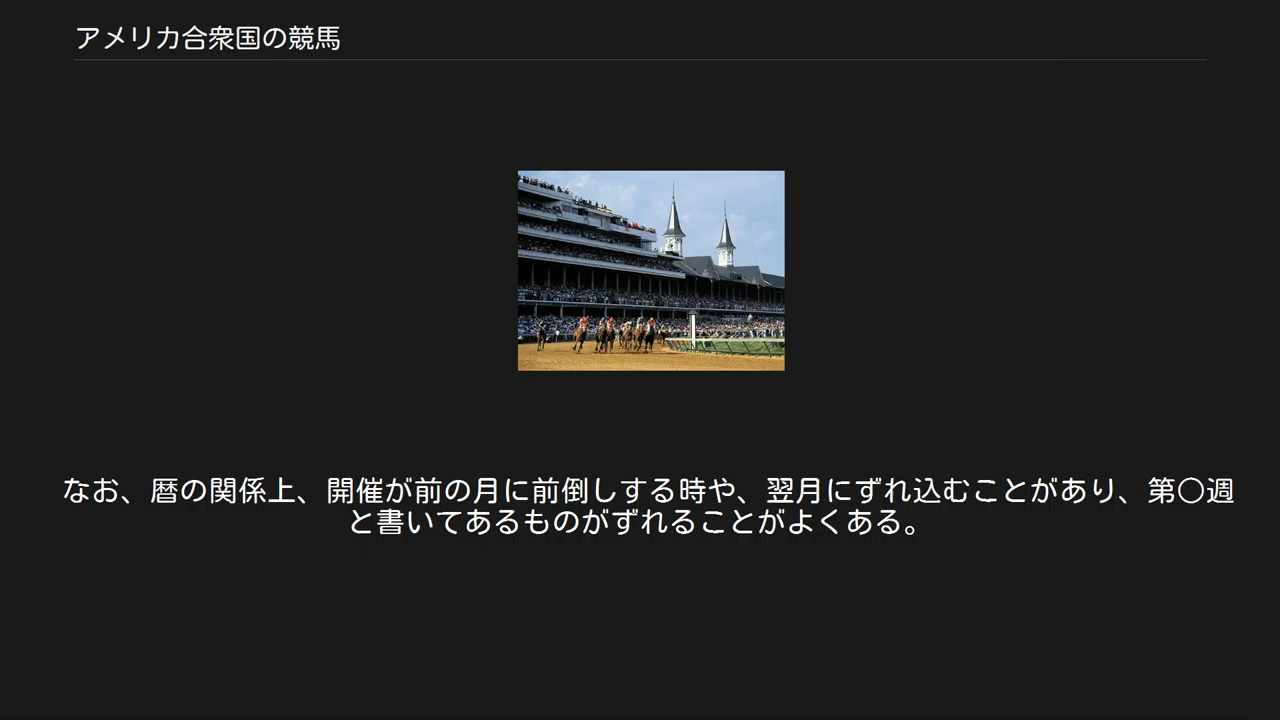 アメリカ合衆国の競馬
なお、暦の関係上、開催が前の月に前倒しする時や、翌月にずれ込むことがあり、第〇週
と書いてあるものがずれることがよくある。